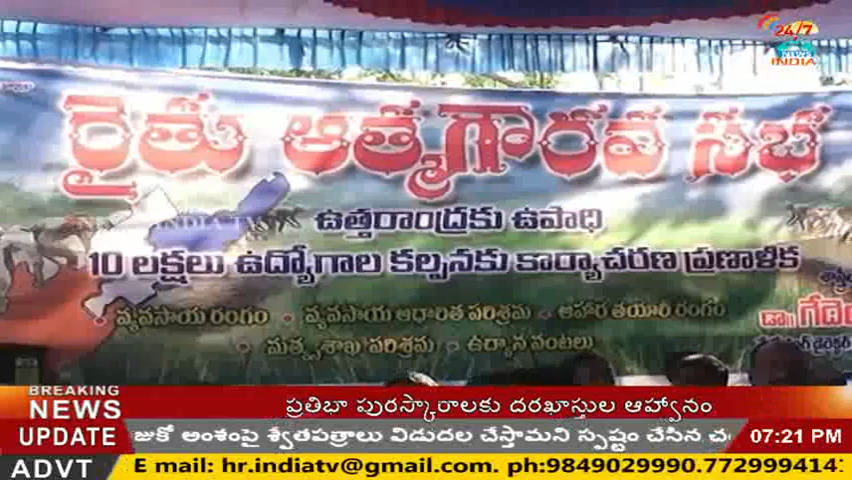 24/7
NEWS
INDIA
రైతు ఆత్మగౌరవ సభ
ఉత్తరాంధ్రకు ఉపాధి
10 లక్షలు ఉద్యోగాల కల్పనకు కార్యాచరణ ప్రణాళిక
• వ్యవసాయ రంగం • వ్యవసాయ ఆధారిత పరిశ్రమ • ఆహార తయారీ రంగం
• మత్స్యశాఖ పరిశ్రమ • ఉద్యాన వంటలు
డా॥ గేదెల
BREAKING
NEWS
UPDATE
ప్రతిభా పురస్కారాలకు దరఖాస్తుల ఆహ్వానం
అంశంపై శ్వేతపత్రాలు విడుదల చేస్తామని స్పష్టం చేసిన
07:21 PM
ADVT
E mail: hr.indiatv@gmail.com. ph:9849029990.772999414